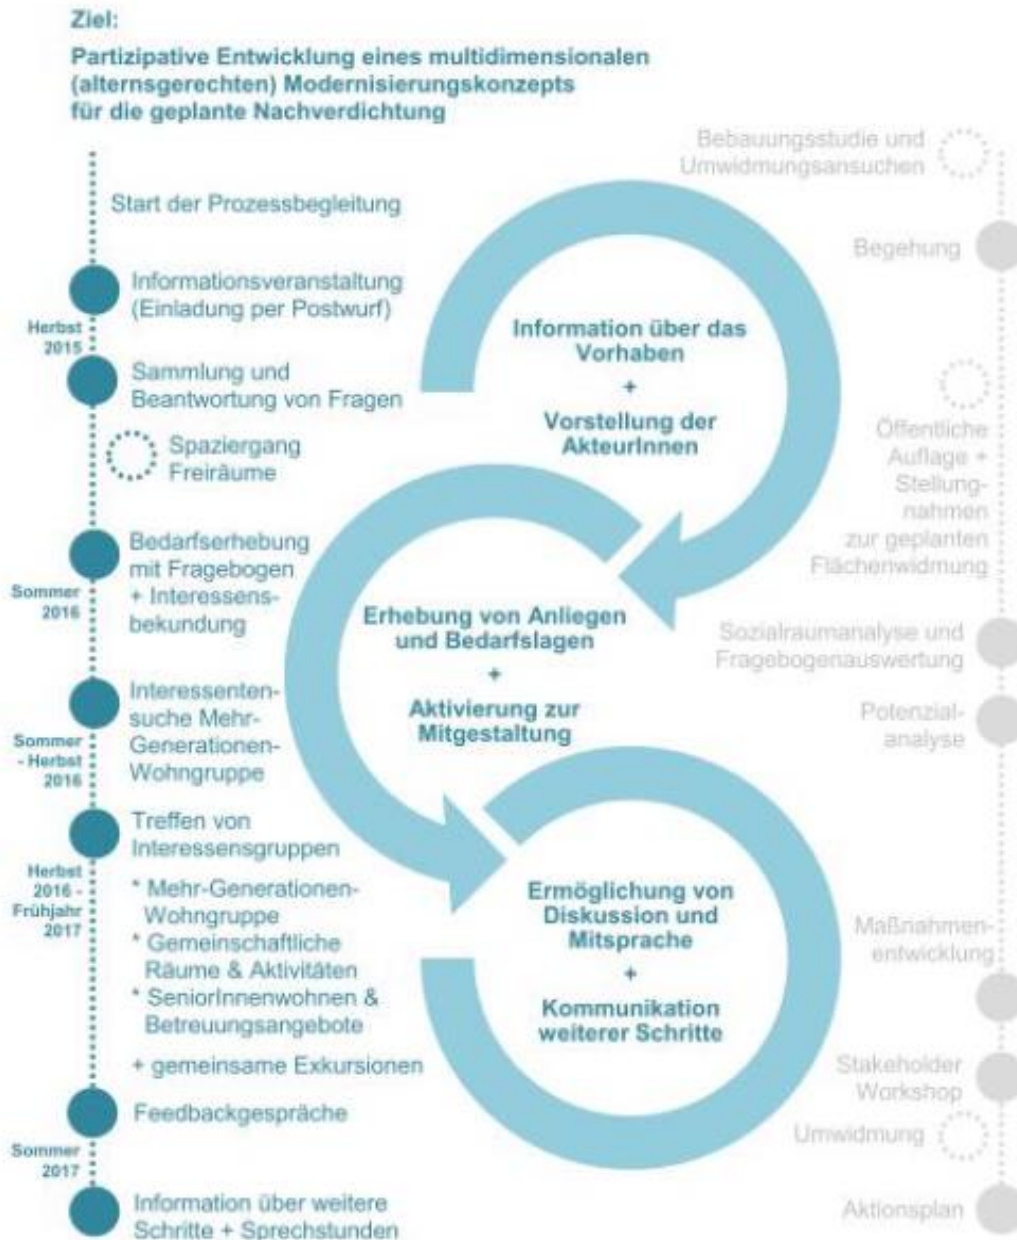 Ziel:
Partizipative Entwicklung eines multidimensionalen
(alternsgerechten) Modernisierungskonzepts
für die geplante Nachverdichtung
Start der Prozessbegleitung
Informationsveranstaltung
(Einladung per Postwurf)
Herbst
2015
Sammlung und
Beantwortung von Fragen
Spaziergang
Freiräume
Bedarfserhebung
mit Fragebogen
+ Interessens-
bekundung
Sommer
2016
Interessenten-
suche Mehr-
Generationen-
Wohngruppe
Sommer
- Herbst
2016
Treffen von
Interessensgruppen
Herbst
2016 -
Frühjahr
2017
* Mehr-Generationen-
Wohngruppe
* Gemeinschaftliche
Räume & Aktivitäten
* SeniorInnenwohnen &
Betreuungsangebote
+ gemeinsame Exkursionen
Feedbackgespräche
Sommer
2017
Information über weitere
Schritte + Sprechstunden
Information über das
Vorhaben
+
Vorstellung der
AkteurInnen
Erhebung von Anliegen
und Bedarfslagen
+
Aktivierung zur
Mitgestaltung
Ermöglichung von
Diskussion und
Mitsprache
+
Kommunikation
weiterer Schritte
Bebauungsstudie und
Umwidmungsansuchen
Begehung
Öffentliche
Auflage +
Stellung-
nahmen
zur geplanten
Flächenwidmung
Sozialraumanalyse und
Fragebogenauswertung
Potenzial-
analyse
Maßnahmen-
entwicklung
Stakeholder
Workshop
Umwidmung
Aktionsplan